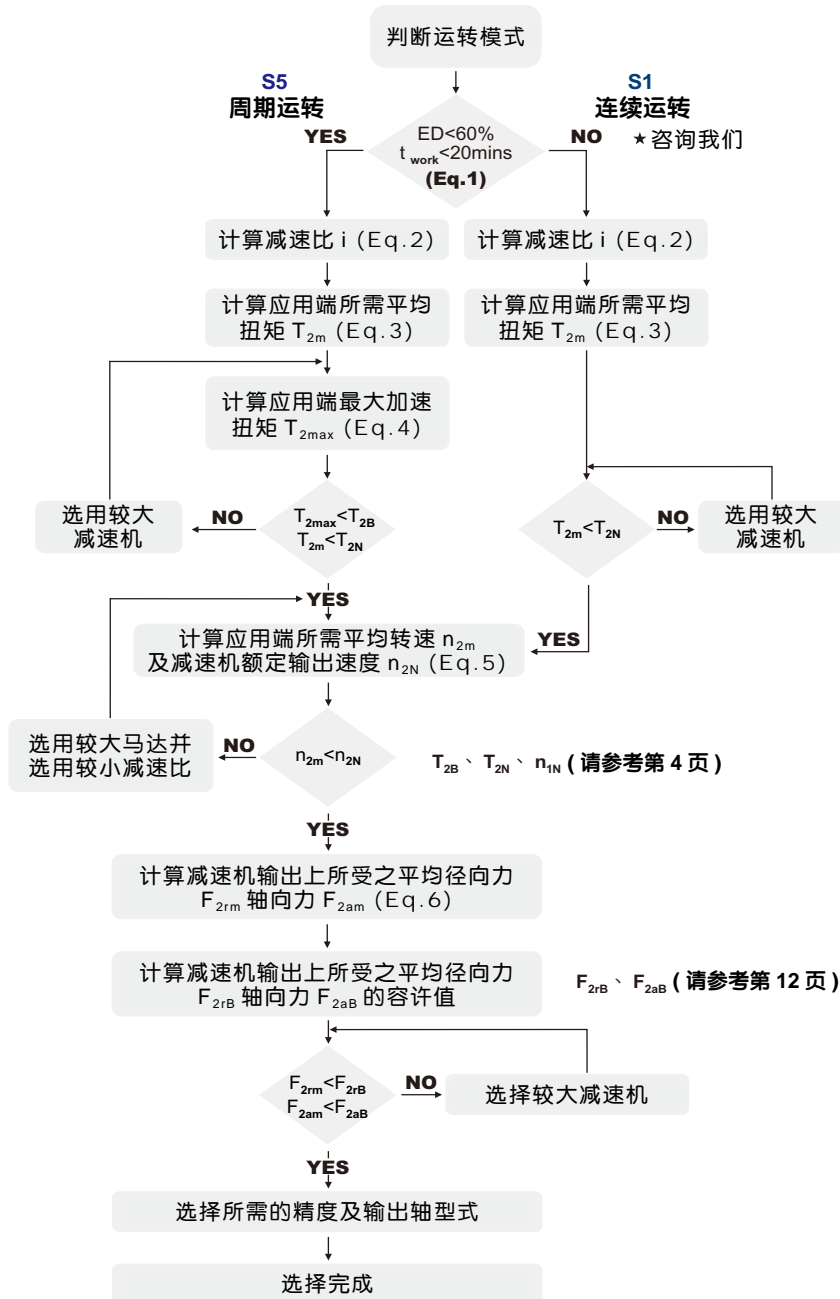 判断运转模式
S5
周期运转
S1
连续运转
YES
ED<60%
t work<20mins
(Eq.1)
NO
★咨询我们
计算减速比 i (Eq.2)
计算减速比 i (Eq.2)
计算应用端所需平均
扭矩 T2m (Eq.3)
计算应用端所需平均
扭矩 T2m (Eq.3)
计算应用端最大加速
扭矩 T2max (Eq.4)
选用较大
减速机
NO
T2max<T2B
T2m<T2N
T2m<T2N
NO
选用较大
减速机
YES
计算应用端所需平均转速 n2m
及减速机额定输出速度 n2N (Eq.5)
YES
选用较大马达并
选用较小减速比
NO
n2m<n2N
T2B、T2N、n1N ( 请参考第 4 页 )
YES
计算减速机输出上所受之平均径向力
F2rm 轴向力 F2am (Eq.6)
计算减速机输出上所受之平均径向力
F2rB 轴向力 F2aB 的容许值
F2rB、F2aB ( 请参考第 12 页 )
F2rm<F2rB
F2am<F2aB
NO
选择较大减速机
YES
选择所需的精度及输出轴型式
选择完成